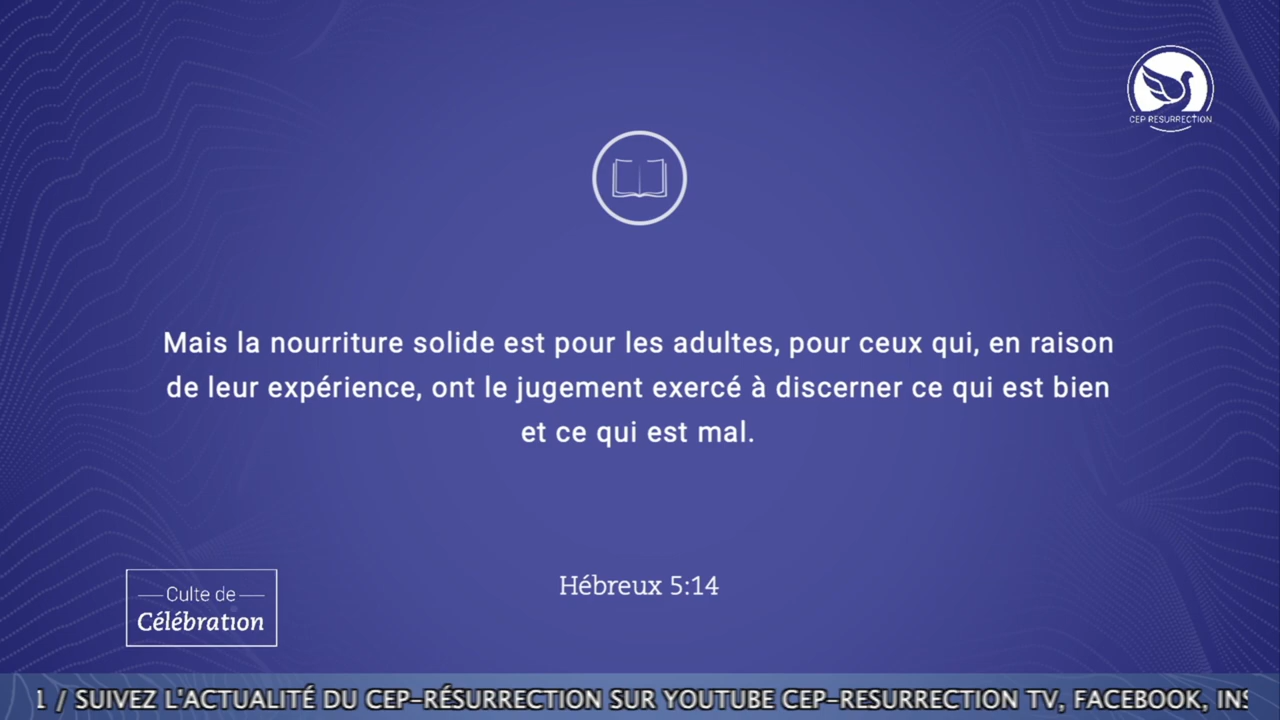 CEP RESURRECTION
Mais la nourriture solide est pour les adultes, pour ceux qui, en raison
de leur expérience, ont le jugement exercé à discerner ce qui est bien
et ce qui est mal.
Hébreux 5:14
Culte de
Célébration
1 / SUIVEZ L'ACTUALITÉ DU CEP-RÉSURRECTION SUR YOUTUBE CEP-RESURRECTION TV, FACEBOOK,